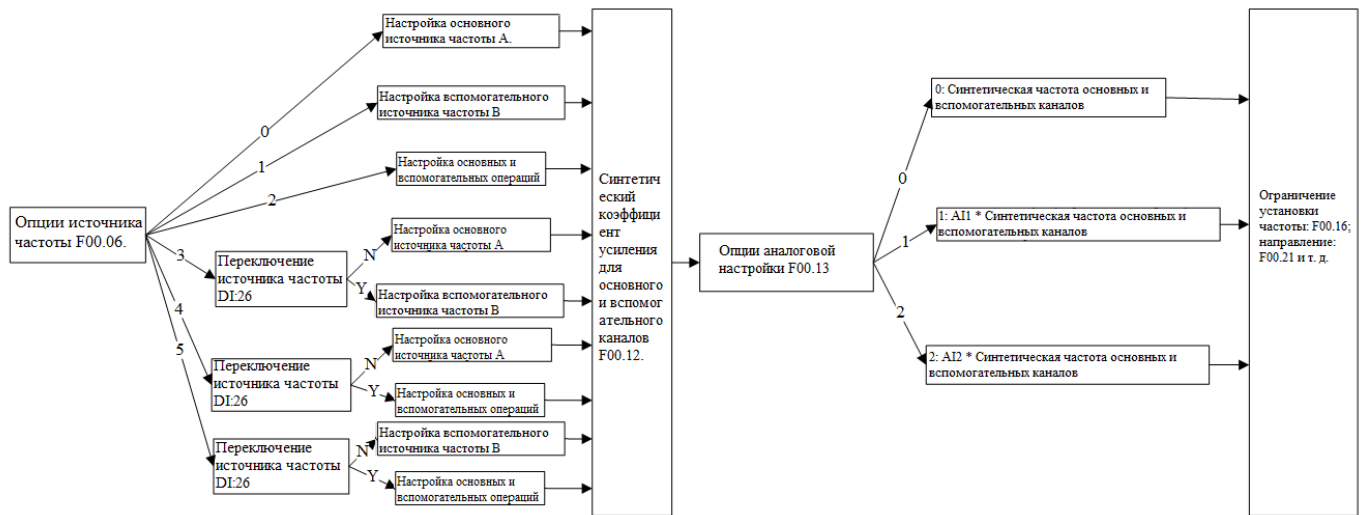 Опции источника
частоты F00.06.
0
1
2
3
4
5
Настройка основного
источника частоты A.
Настройка вспомогательного
источника частоты B
Настройка основных и
вспомогательных операций
Переключение
источника частоты
DI:26
N
Y
Настройка основного
источника частоты A
Настройка вспомогательного
источника частоты B
Переключение
источника частоты
DI:26
N
Y
Настройка основного
источника частоты A
Настройка основных и
вспомогательных операций
Переключение
источника частоты
DI:26
N
Y
Настройка вспомогательного
источника частоты B
Настройка основных и
вспомогательных операций
Синтетич
еский
коэффици
ент
усиления
для
основного
и вспомог
ательного
каналов
F00.12.
Опции аналоговой
настройки F00.13
0
1
2
0: Синтетическая частота основных и
вспомогательных каналов
1: AI1 * Синтетическая частота основных и
вспомогательных каналов
2: AI2 * Синтетическая частота основных и
вспомогательных каналов
Ограничение
установки
частоты: F00.16;
направление:
F00.21 и т. д.